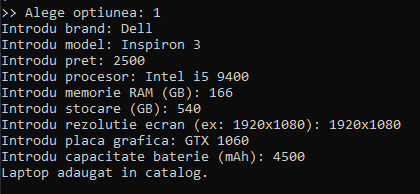 >> Alege optiunea: 1
Introdu brand: Dell
Introdu model: Inspiron 3
Introdu pret: 2500
Introdu procesor: Intel i5 9400
Introdu memorie RAM (GB): 166
Introdu stocare (GB): 540
Introdu rezolutie ecran (ex: 1920x1080): 1920x1080
Introdu placa grafica: GTX 1060
Introdu capacitate baterie (mAh): 4500
Laptop adaugat in catalog.